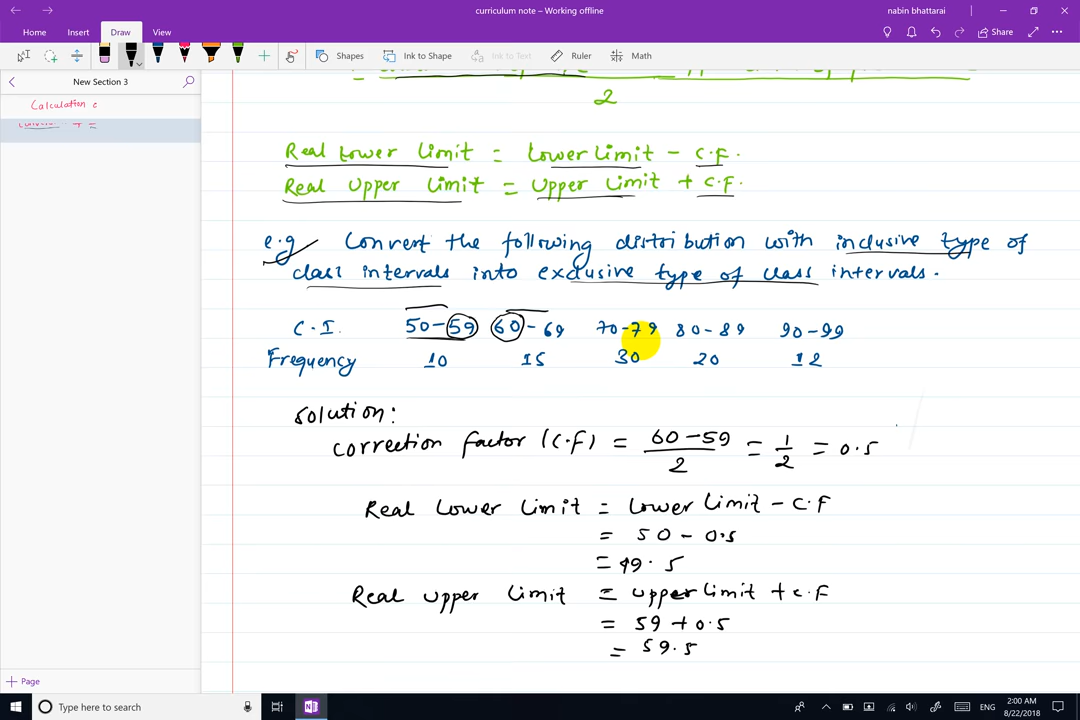 curriculum note – Working offline
nabin bhattarai
Home Insert Draw View
Share
Shapes Ink to Shape Ink to Text Ruler Math
New Section 3
Calculation c
2
Real Lower Limit = Lower Limit - C.F.
Real Upper Limit = Upper Limit + C.F.
e.g Convert the following distribution with inclusive type of
class intervals into exclusive type of class intervals.
C.I. 50-59 60-69 70-79 80-89 90-99
Frequency 10 15 30 20 12
Solution:
Correction factor (C.F) = 60-59/2 = 1/2 = 0.5
Real Lower Limit = Lower Limit - C.F
= 50 - 0.5
= 49.5
Real Upper Limit = Upper Limit + C.F
= 59 + 0.5
= 59.5
Page
Type here to search
ENG
2:00 AM
8/22/2018